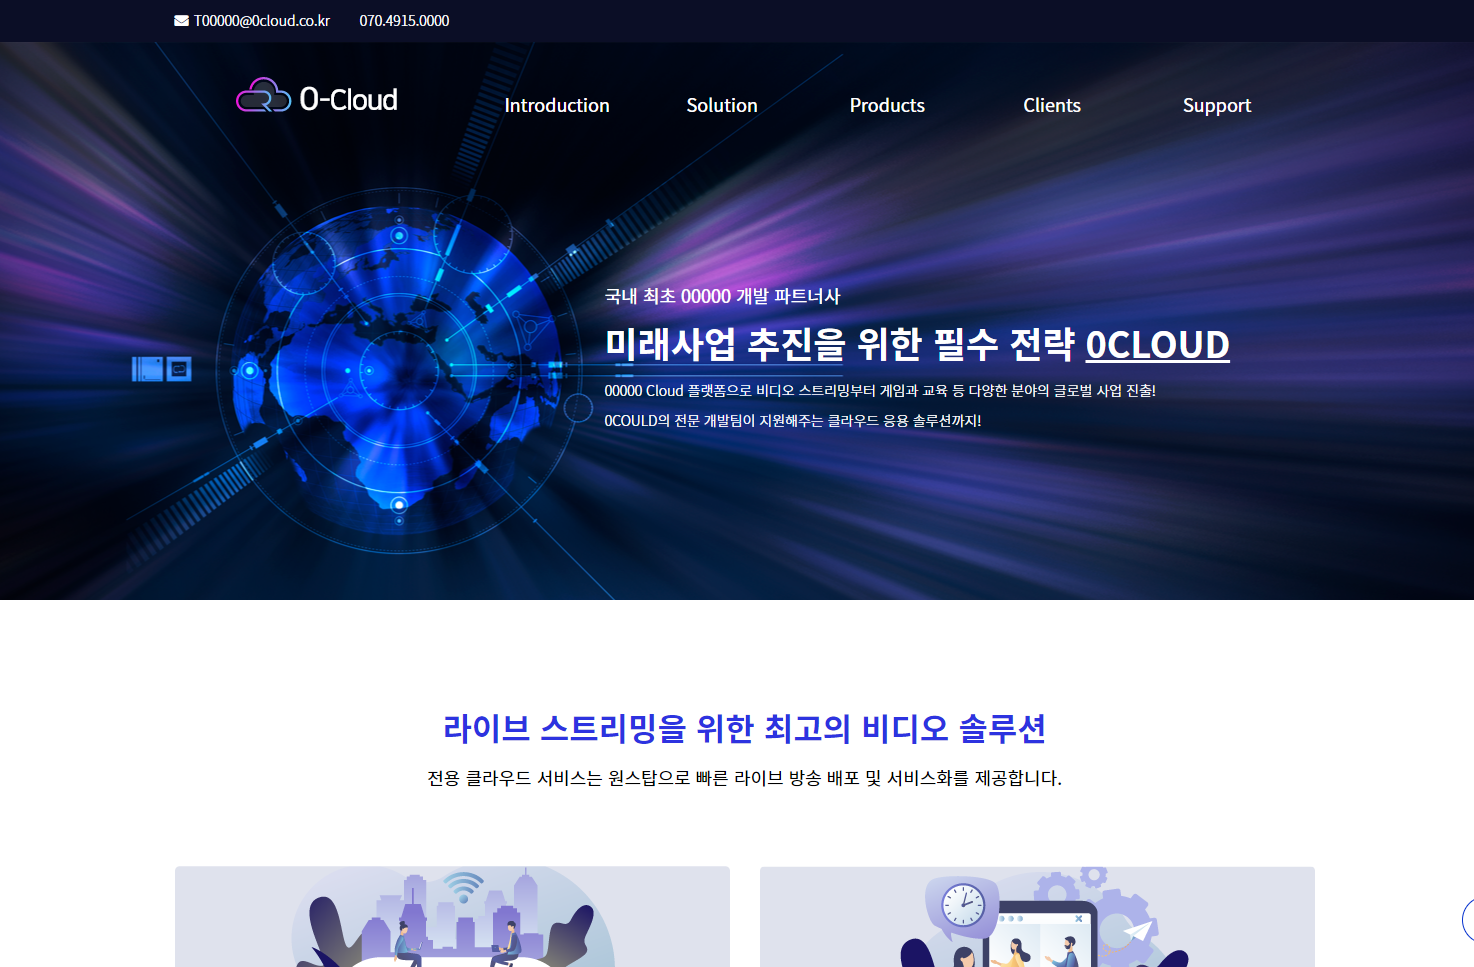 T00000@0cloud.co.kr 070.4915.0000
0-Cloud
Introduction Solution Products Clients Support
국내 최초 00000 개발 파트너사
미래사업 추진을 위한 필수 전략 0CLOUD
00000 Cloud 플랫폼으로 비디오 스트리밍부터 게임과 교육 등 다양한 분야의 글로벌 사업 진출!
0COULD의 전문 개발팀이 지원해주는 클라우드 응용 솔루션까지!
라이브 스트리밍을 위한 최고의 비디오 솔루션
전용 클라우드 서비스는 원스탑으로 빠른 라이브 방송 배포 및 서비스화를 제공합니다.